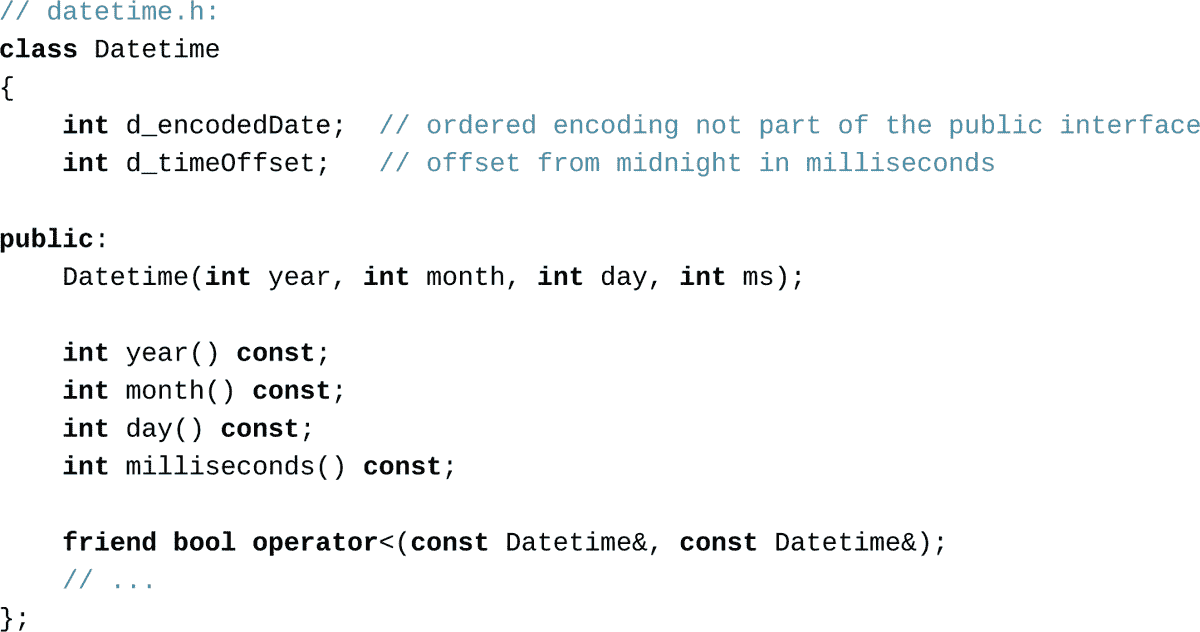 // datetime.h:
class Datetime
{
    int d_encodedDate;  // ordered encoding not part of the public interface
    int d_timeOffset;   // offset from midnight in milliseconds

public:
    Datetime(int year, int month, int day, int ms);

    int year() const;
    int month() const;
    int day() const;
    int milliseconds() const;

    friend bool operator<(const Datetime&, const Datetime&);
    // ...
};